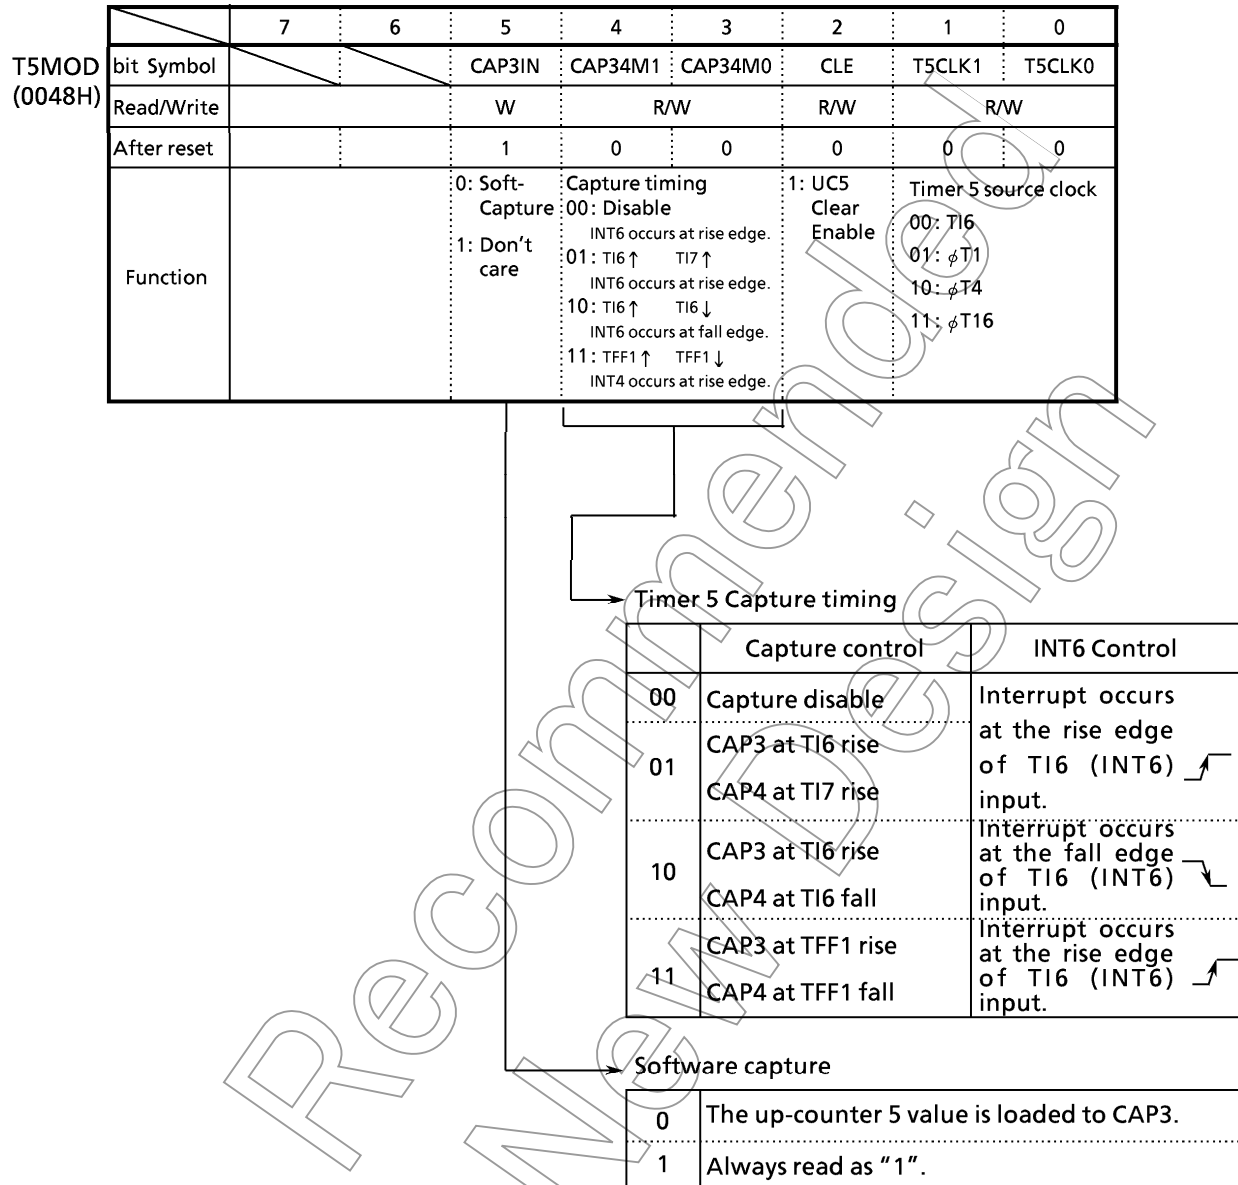 7 6 5 4 3 2 1 0
T5MOD
(0048H)
bit Symbol CAP3IN CAP34M1 CAP34M0 CLE T5CLK1 T5CLK0
Read/Write W R/W R/W R/W
After reset 1 0 0 0 0 0
Function
0: Soft-
Capture
1: Don't
care
Capture timing
00: Disable
INT6 occurs at rise edge.
01: TI6↑ TI7↑
INT6 occurs at rise edge.
10: TI6↑ TI6↓
INT6 occurs at fall edge.
11: TFF1↑ TFF1↓
INT4 occurs at rise edge.
1: UC5
Clear
Enable
Timer 5 source clock
00: TI6
01: ϕT1
10: ϕT4
11: ϕT16
Timer 5 Capture timing
Capture control INT6 Control
00 Capture disable
01 CAP3 at TI6 rise
CAP4 at TI7 rise
Interrupt occurs
at the rise edge
of TI6 (INT6)
input.
10 CAP3 at TI6 rise
CAP4 at TI6 fall
Interrupt occurs
at the fall edge
of TI6 (INT6)
input.
11 CAP3 at TFF1 rise
CAP4 at TFF1 fall
Interrupt occurs
at the rise edge
of TI6 (INT6)
input.
Software capture
0 The up-counter 5 value is loaded to CAP3.
1 Always read as "1".
Recommended
New Design